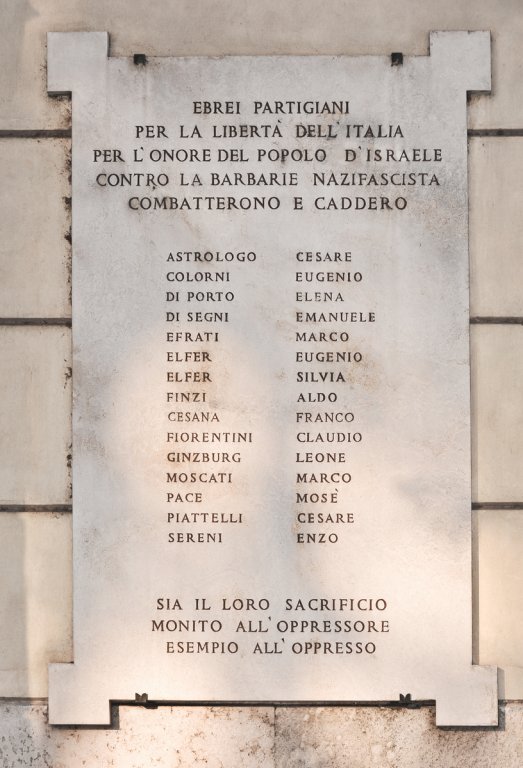 EBREI PARTIGIANI
PER LA LIBERTÀ DELL'ITALIA
PER L'ONORE DEL POPOLO D'ISRAELE
CONTRO LA BARBARIE NAZIFASCISTA
COMBATTERONO E CADDERO
ASTROLOGO CESARE
COLORNI EUGENIO
DI PORTO ELENA
DI SEGNI EMANUELE
EFRATI MARCO
ELFER EUGENIO
ELFER SILVIA
FINZI ALDO
CESANA FRANCO
FIORENTINI CLAUDIO
GINZBURG LEONE
MOSCATI MARCO
PACE MOSÈ
PIATTELLI CESARE
SERENI ENZO
SIA IL LORO SACRIFICIO
MONITO ALL'OPPRESSORE
ESEMPIO ALL'OPPRESSO